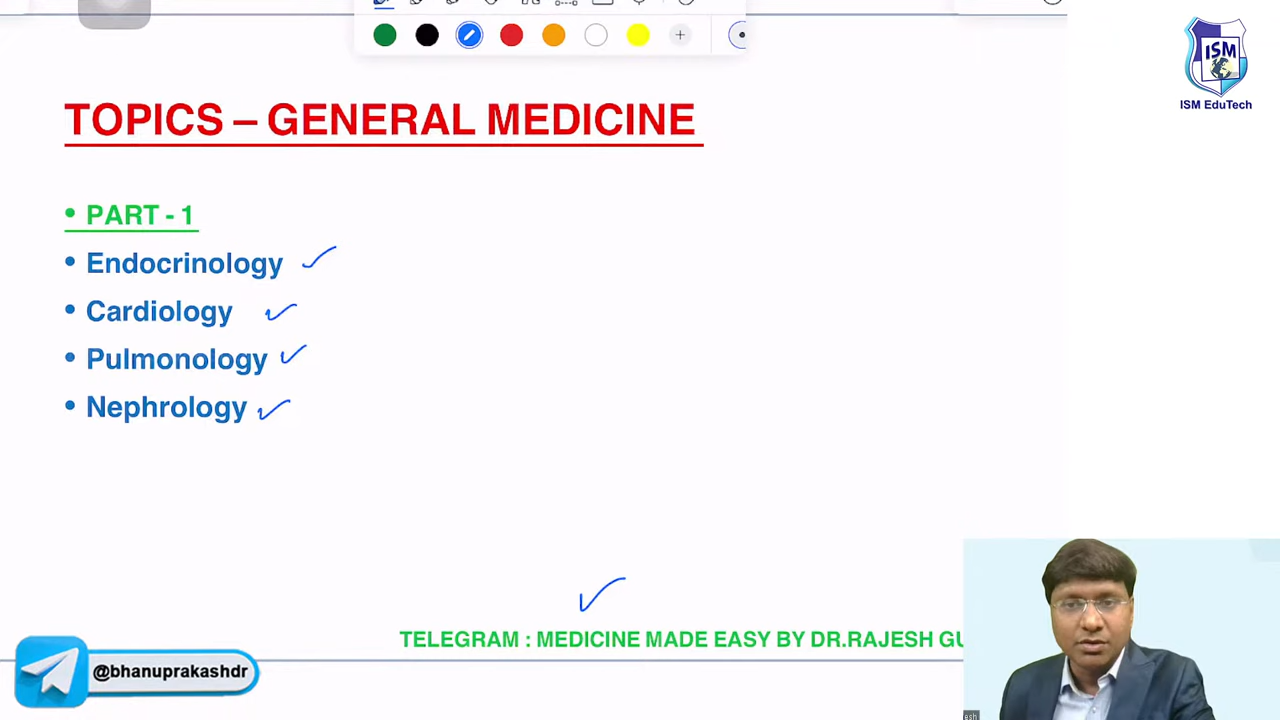 ISM
ISM EduTech
TOPICS – GENERAL MEDICINE
• PART - 1
• Endocrinology
• Cardiology
• Pulmonology
• Nephrology
TELEGRAM : MEDICINE MADE EASY BY DR.RAJESH GU
@bhanuprakashdr
esh